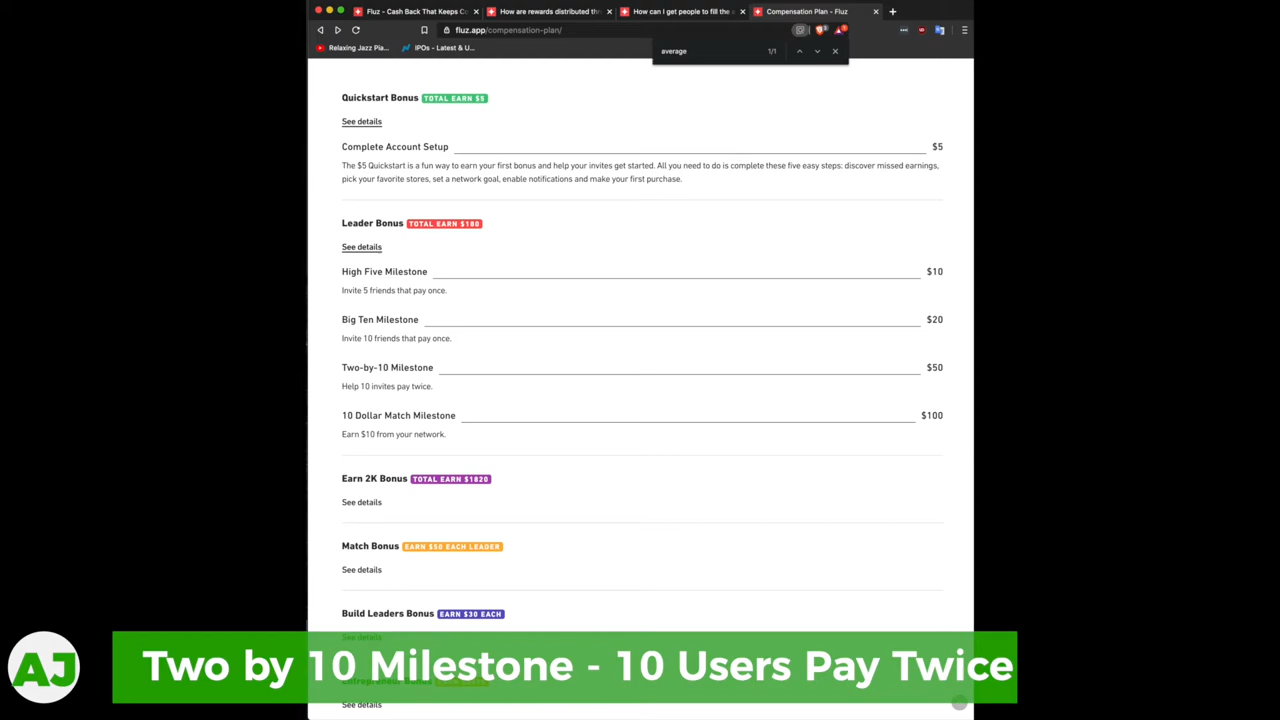 Fluz – Cash Back That Keeps Co
How are rewards distributed thr
How can I get people to fill the s
Compensation Plan - Fluz
fluz.app/compensation-plan/
Relaxing Jazz Pia...
IPOs - Latest & U...
average
1/1
Quickstart Bonus TOTAL EARN $5
See details
Complete Account Setup $5
The $5 Quickstart is a fun way to earn your first bonus and help your invites get started. All you need to do is complete these five easy steps: discover missed earnings,
pick your favorite stores, set a network goal, enable notifications and make your first purchase.
Leader Bonus TOTAL EARN $180
See details
High Five Milestone $10
Invite 5 friends that pay once.
Big Ten Milestone $20
Invite 10 friends that pay once.
Two-by-10 Milestone $50
Help 10 invites pay twice.
10 Dollar Match Milestone $100
Earn $10 from your network.
Earn 2K Bonus TOTAL EARN $1820
See details
Match Bonus EARN $50 EACH LEADER
See details
Build Leaders Bonus EARN $30 EACH
See details
AJ
Two by 10 Milestone - 10 Users Pay Twice
Entrepreneur Bonus
See details